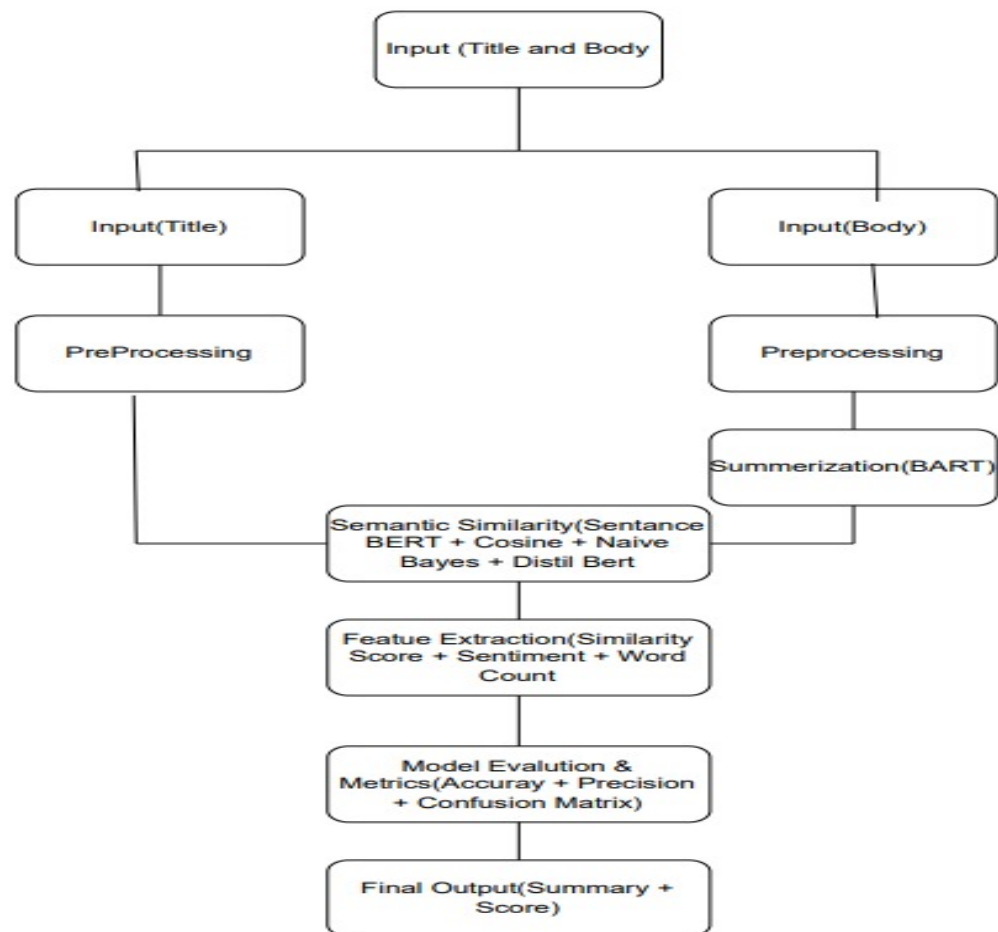 Input (Title and Body
Input(Title)
Input(Body)
PreProcessing
Preprocessing
Summerization(BART)
Semantic Similarity(Sentance
BERT + Cosine + Naive
Bayes + Distil Bert
Featue Extraction(Similarity
Score + Sentiment + Word
Count
Model Evalution &
Metrics(Accuray + Precision
+ Confusion Matrix)
Final Output(Summary +
Score)